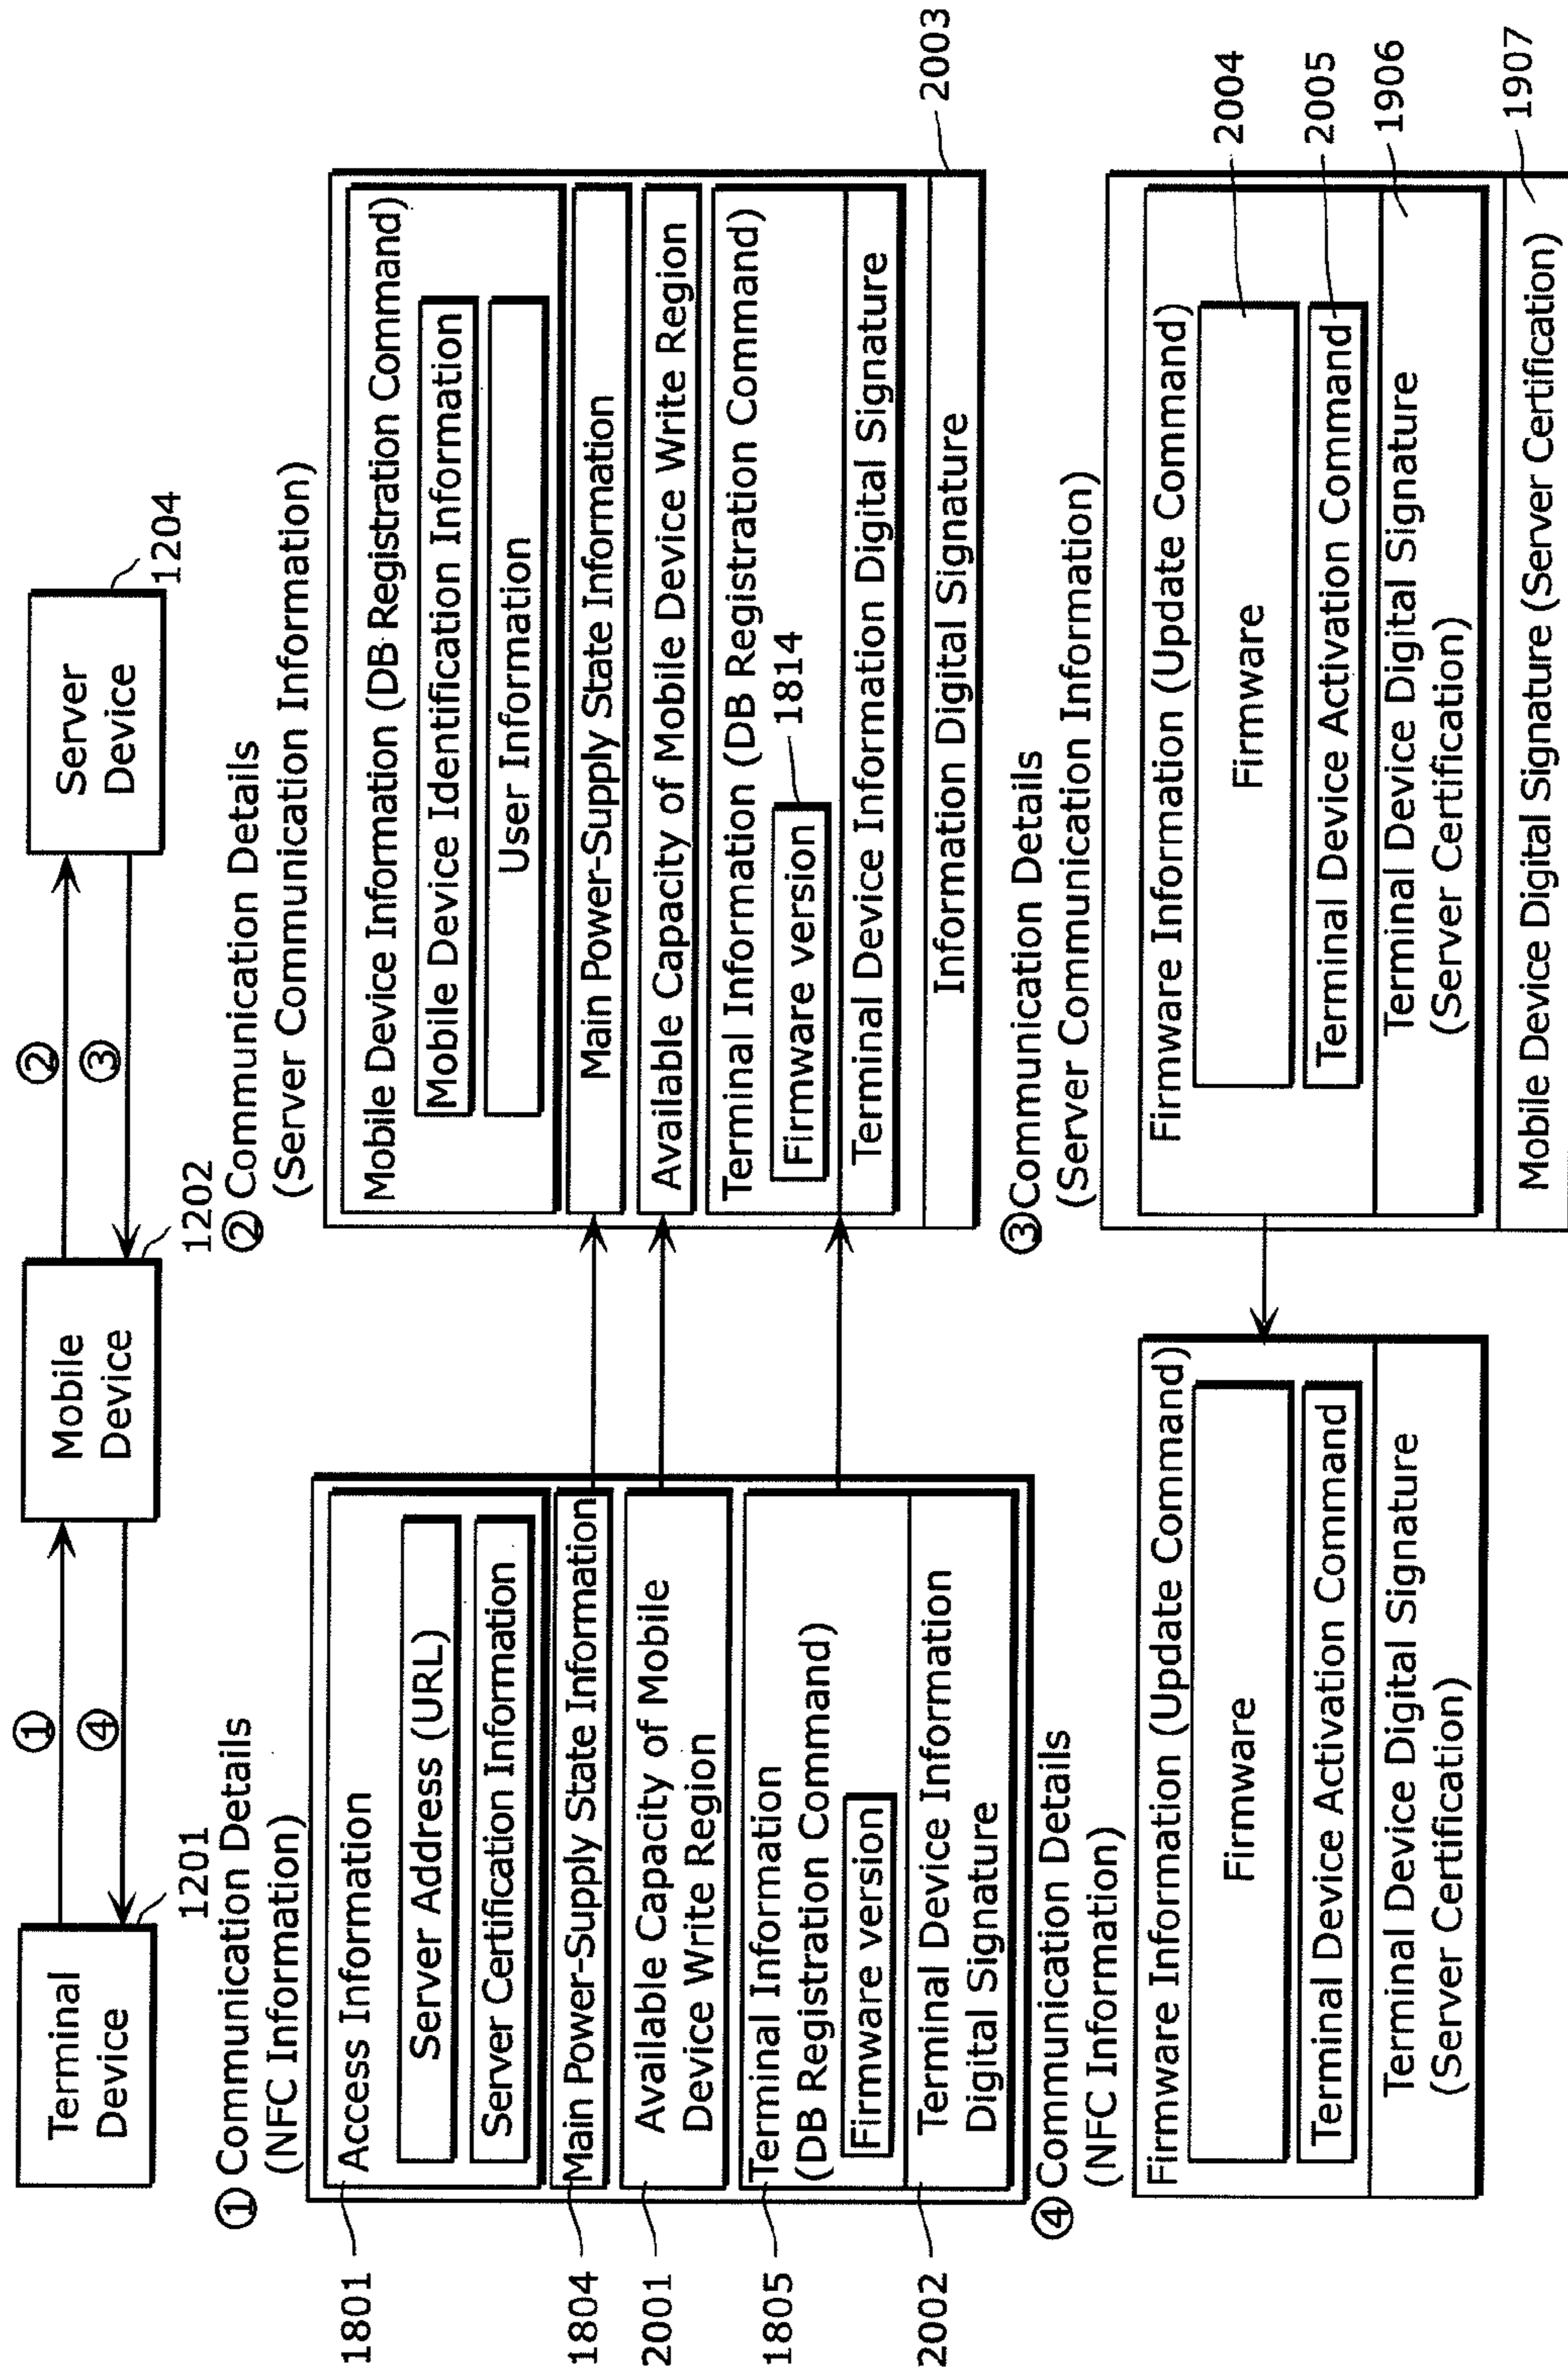 Terminal
Device
1201
Mobile
Device
1202
Server
Device
1204
①
④
②
③
① Communication Details
(NFC Information)
1801
Access Information
Server Address (URL)
Server Certification Information
1804
Main Power-Supply State Information
2001
Available Capacity of Mobile
Device Write Region
1805
Terminal Information
(DB Registration Command)
Firmware version
2002
Terminal Device Information
Digital Signature
② Communication Details
(Server Communication Information)
Mobile Device Information (DB Registration Command)
Mobile Device Identification Information
User Information
Main Power-Supply State Information
Available Capacity of Mobile Device Write Region
Terminal Information (DB Registration Command)
Firmware version
1814
Terminal Device Information Digital Signature
Information Digital Signature
2003
③Communication Details
(Server Communication Information)
Firmware Information (Update Command)
Firmware
2004
Terminal Device Activation Command
2005
Terminal Device Digital Signature
(Server Certification)
1906
Mobile Device Digital Signature (Server Certification)
1907
④ Communication Details
(NFC Information)
Firmware Information (Update Command)
Firmware
Terminal Device Activation Command
Terminal Device Digital Signature
(Server Certification)